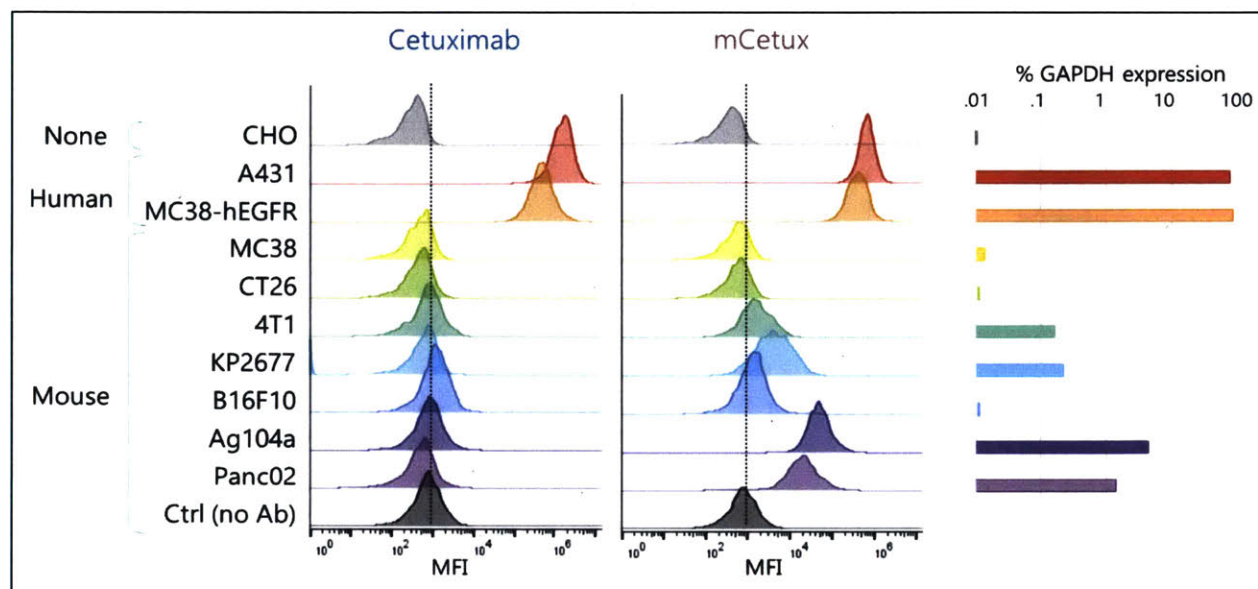 Cetuximab
mCetux
% GAPDH expression
.01 .1 1 10 100
None
Human
Mouse
CHO
A431
MC38-hEGFR
MC38
CT26
4T1
KP2677
B16F10
Ag104a
Panc02
Ctrl (no Ab)
10⁰ 10² 10⁴ 10⁶
MFI
10⁰ 10² 10⁴ 10⁶
MFI